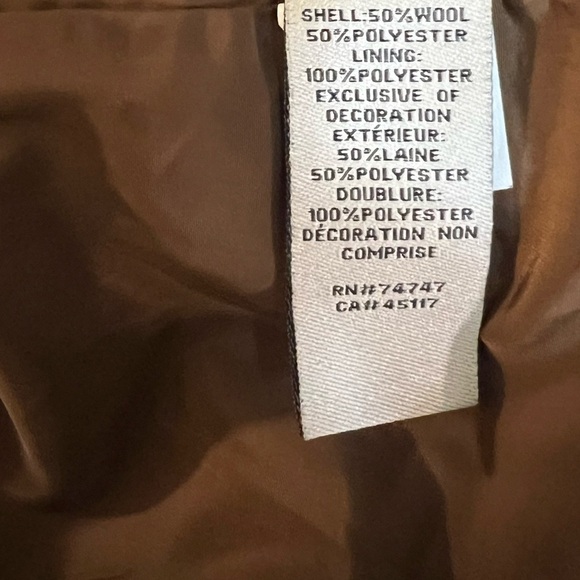 SHELL:50%WOOL
50%POLYESTER
LINING:
100%POLYESTER
EXCLUSIVE OF
DECORATION
EXTÉRIEUR:
50%LAINE
50%POLYESTER
DOUBLURE:
100%POLYESTER
DÉCORATION NON
COMPRISE
RN#74747
CA#45117